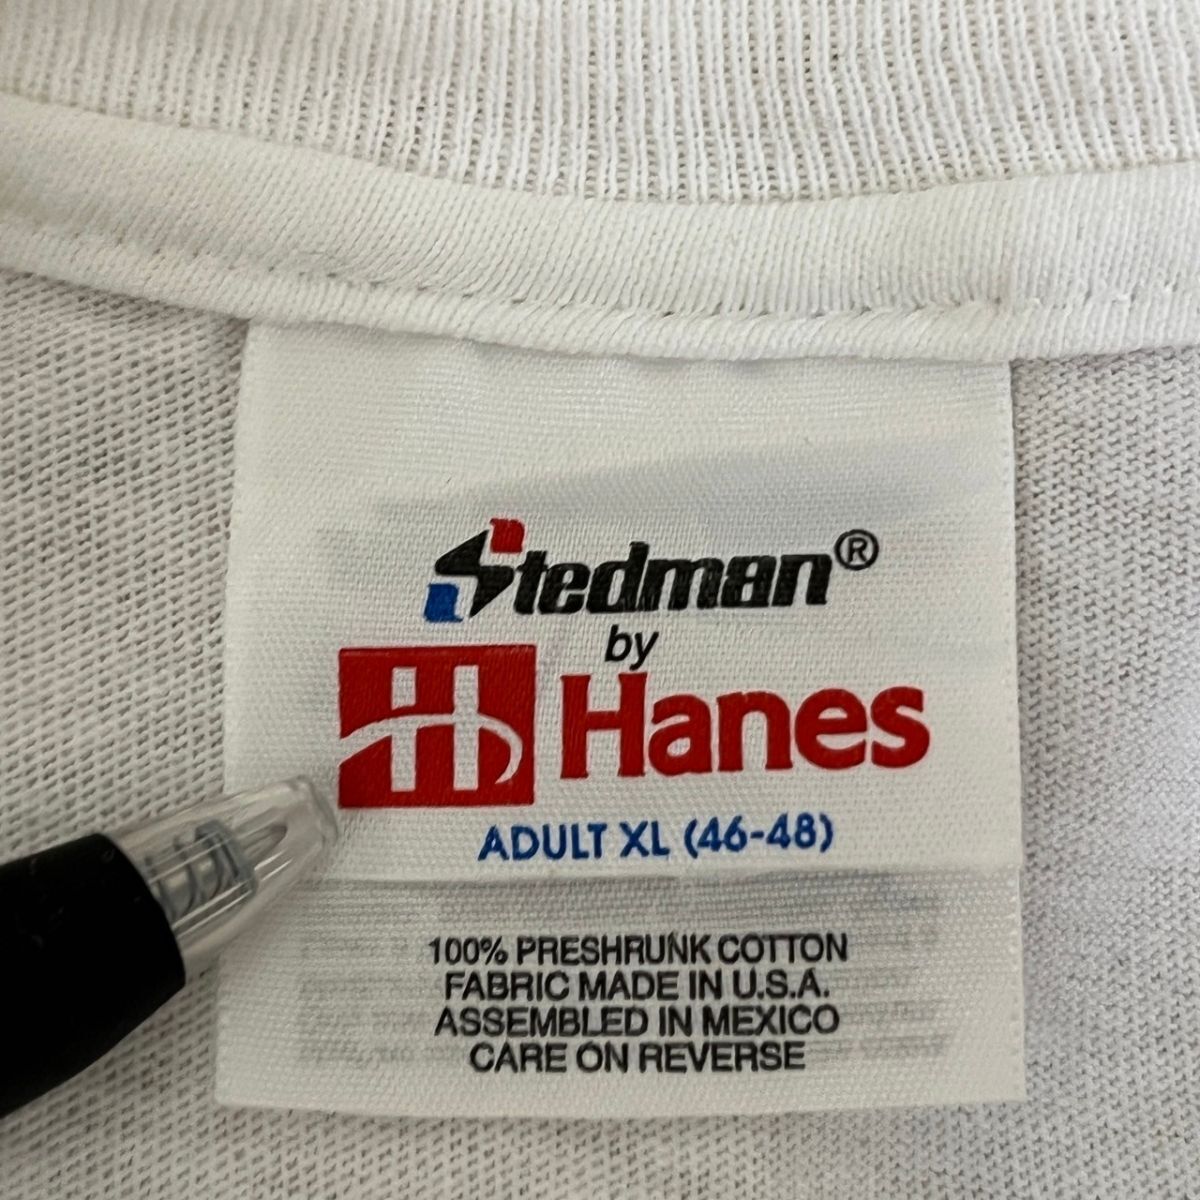 Stedman®
by
Hanes
ADULT XL (46-48)
100% PRESHRUNK COTTON
FABRIC MADE IN U.S.A.
ASSEMBLED IN MEXICO
CARE ON REVERSE